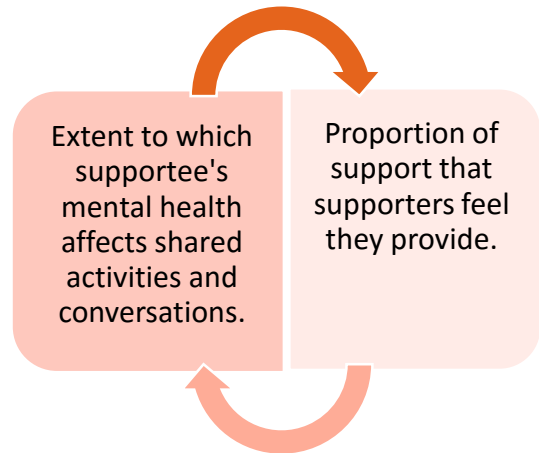 Extent to which
supportee's
mental health
affects shared
activities and
conversations.
Proportion of
support that
supporters feel
they provide.